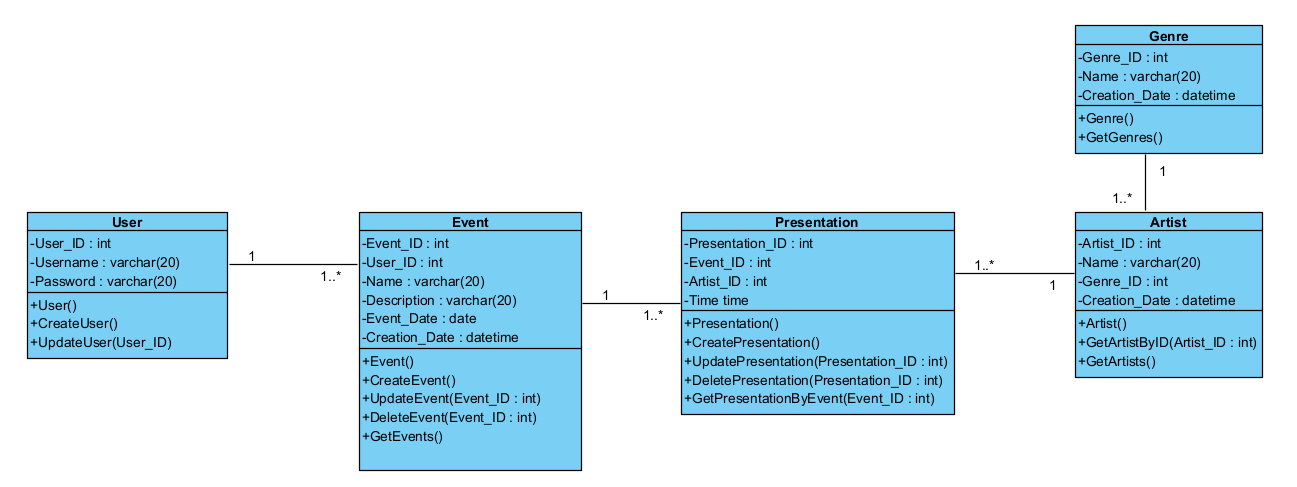 Genre
-Genre_ID : int
-Name : varchar(20)
-Creation_Date : datetime
+Genre()
+GetGenres()
1
1..*
User
-User_ID : int
-Username : varchar(20)
-Password : varchar(20)
+User()
+CreateUser()
+UpdateUser(User_ID)
1
1..*
Event
-Event_ID : int
-User_ID : int
-Name : varchar(20)
-Description : varchar(20)
-Event_Date : date
-Creation_Date : datetime
+Event()
+CreateEvent()
+UpdateEvent(Event_ID : int)
+DeleteEvent(Event_ID : int)
+GetEvents()
1
1..*
Presentation
-Presentation_ID : int
-Event_ID : int
-Artist_ID : int
-Time time
+Presentation()
+CreatePresentation()
+UpdatePresentation(Presentation_ID : int)
+DeletePresentation(Presentation_ID : int)
+GetPresentationByEvent(Event_ID : int)
1..*
1
Artist
-Artist_ID : int
-Name : varchar(20)
-Genre_ID : int
-Creation_Date : datetime
+Artist()
+GetArtistByID(Artist_ID : int)
+GetArtists()